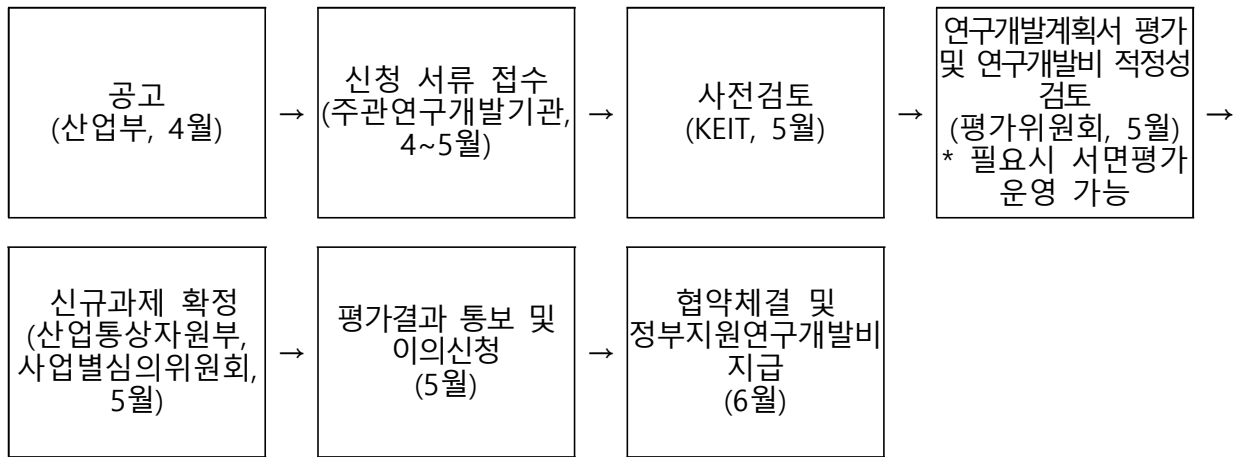 공고
(산업부, 4월)
→
신청 서류 접수
(주관연구개발기관,
4~5월)
→
사전검토
(KEIT, 5월)
→
연구개발계획서 평가
및 연구개발비 적정성
검토
(평가위원회, 5월)
* 필요시 서면평가
운영 가능
→
신규과제 확정
(산업통상자원부,
사업별심의위원회,
5월)
→
평가결과 통보 및
이의신청
(5월)
→
협약체결 및
정부지원연구개발비
지급
(6월)